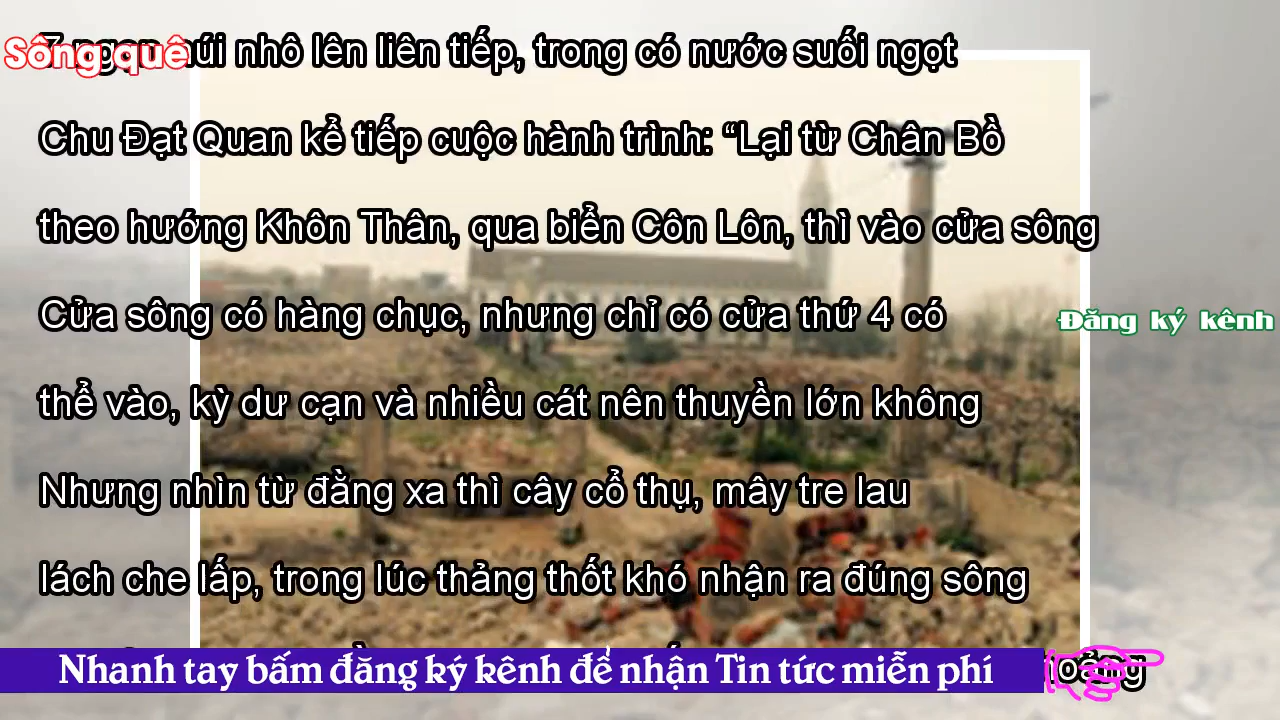 Sông quê
núi nhô lên liên tiếp, trong có nước suối ngọt
Chu Đạt Quan kể tiếp cuộc hành trình: “Lại từ Chân Bồ
theo hướng Khôn Thân, qua biển Côn Lôn, thì vào cửa sông
Cửa sông có hàng chục, nhưng chỉ có cửa thứ 4 có
Đăng ký kênh
thể vào, kỳ dư cạn và nhiều cát nên thuyền lớn không
Nhưng nhìn từ đằng xa thì cây cổ thụ, mây tre lau
lách che lấp, trong lúc thảng thốt khó nhận ra đúng sông
Nhanh tay bấm đăng ký kênh để nhận Tin tức miễn phí